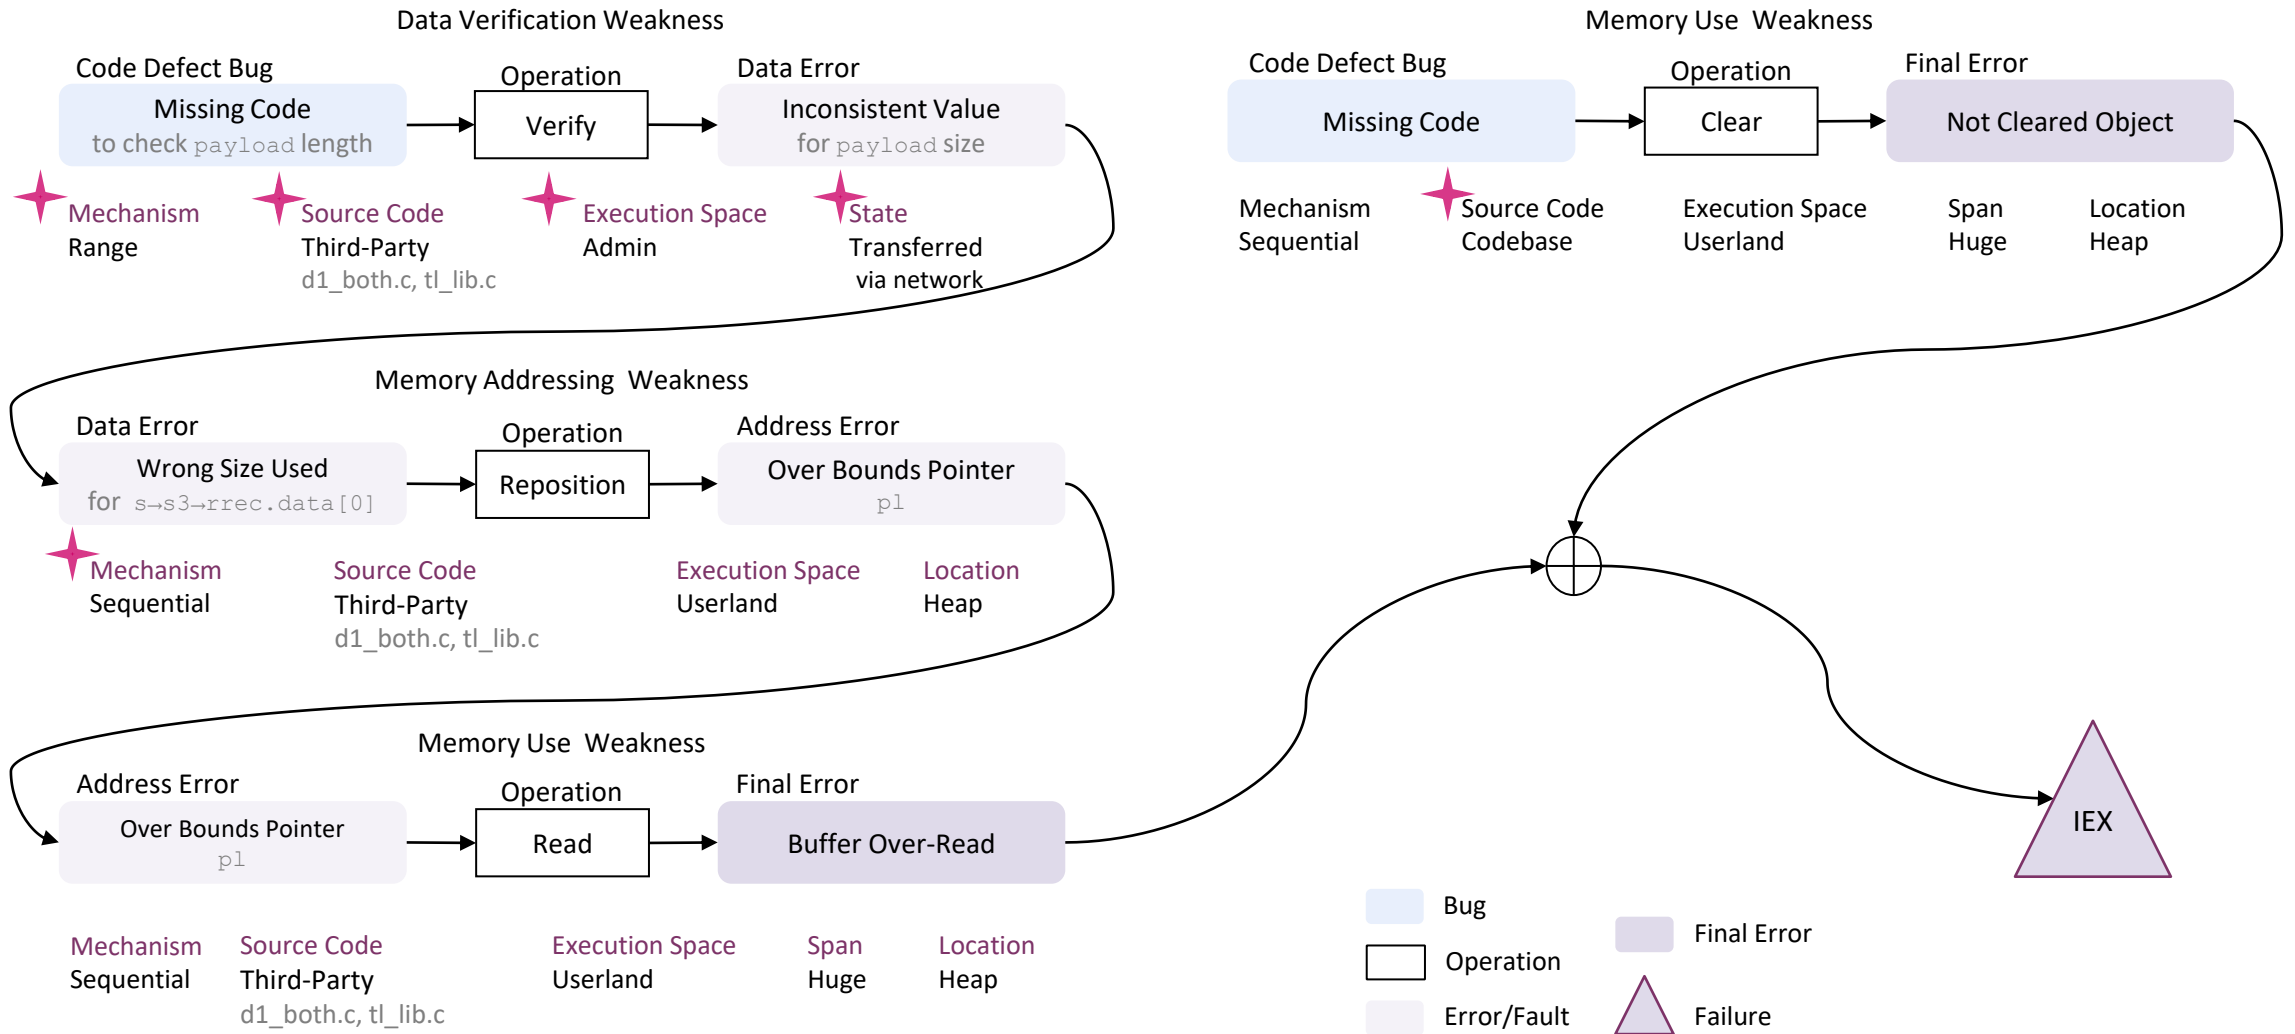 Data Verification Weakness
Code Defect Bug
Operation
Data Error
Missing Code
to check payload length
Verify
Inconsistent Value
for payload size
Mechanism
Range
Source Code
Third-Party
d1_both.c, tl_lib.c
Execution Space
Admin
State
Transferred
via network
Memory Addressing Weakness
Data Error
Operation
Address Error
Wrong Size Used
for s→s3→rrec.data[0]
Reposition
Over Bounds Pointer
pl
Mechanism
Sequential
Source Code
Third-Party
d1_both.c, tl_lib.c
Execution Space
Userland
Location
Heap
Memory Use Weakness
Address Error
Operation
Final Error
Over Bounds Pointer
pl
Read
Buffer Over-Read
Mechanism
Sequential
Source Code
Third-Party
d1_both.c, tl_lib.c
Execution Space
Userland
Span
Huge
Location
Heap
Memory Use Weakness
Code Defect Bug
Operation
Final Error
Missing Code
Clear
Not Cleared Object
Mechanism
Sequential
Source Code
Codebase
Execution Space
Userland
Span
Huge
Location
Heap
IEX
Bug
Operation
Error/Fault
Final Error
Failure